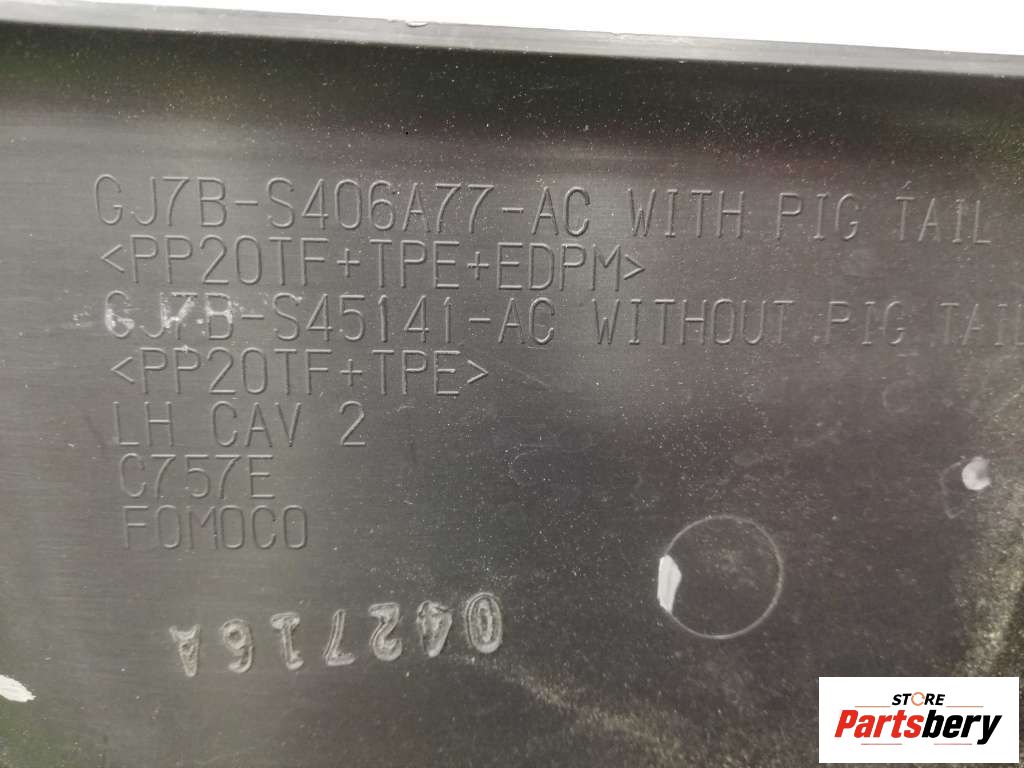 GJ7B-S406A77-AC WITH PIG TAIL
<PP20TF+TPE+EDPM>
GJ7B-S45141-AC WITHOUT PIG TAIL
<PP20TF+TPE>
LH CAV 2
C757E
FOMOCO
042716A
STORE
Partsbery